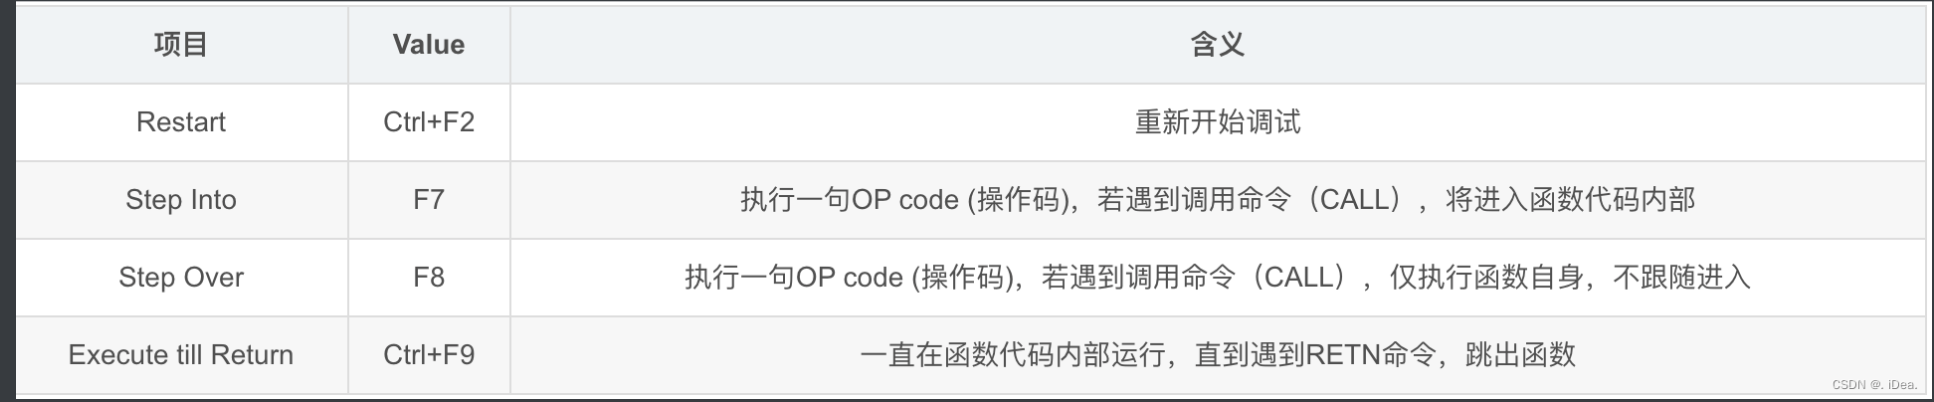 项目 Value 含义
Restart Ctrl+F2 重新开始调试
Step Into F7 执行一句OP code (操作码)，若遇到调用命令（CALL），将进入函数代码内部
Step Over F8 执行一句OP code (操作码)，若遇到调用命令（CALL），仅执行函数自身，不跟随进入
Execute till Return Ctrl+F9 一直在函数代码内部运行，直到遇到RETN命令，跳出函数
CSDN @. iDea.